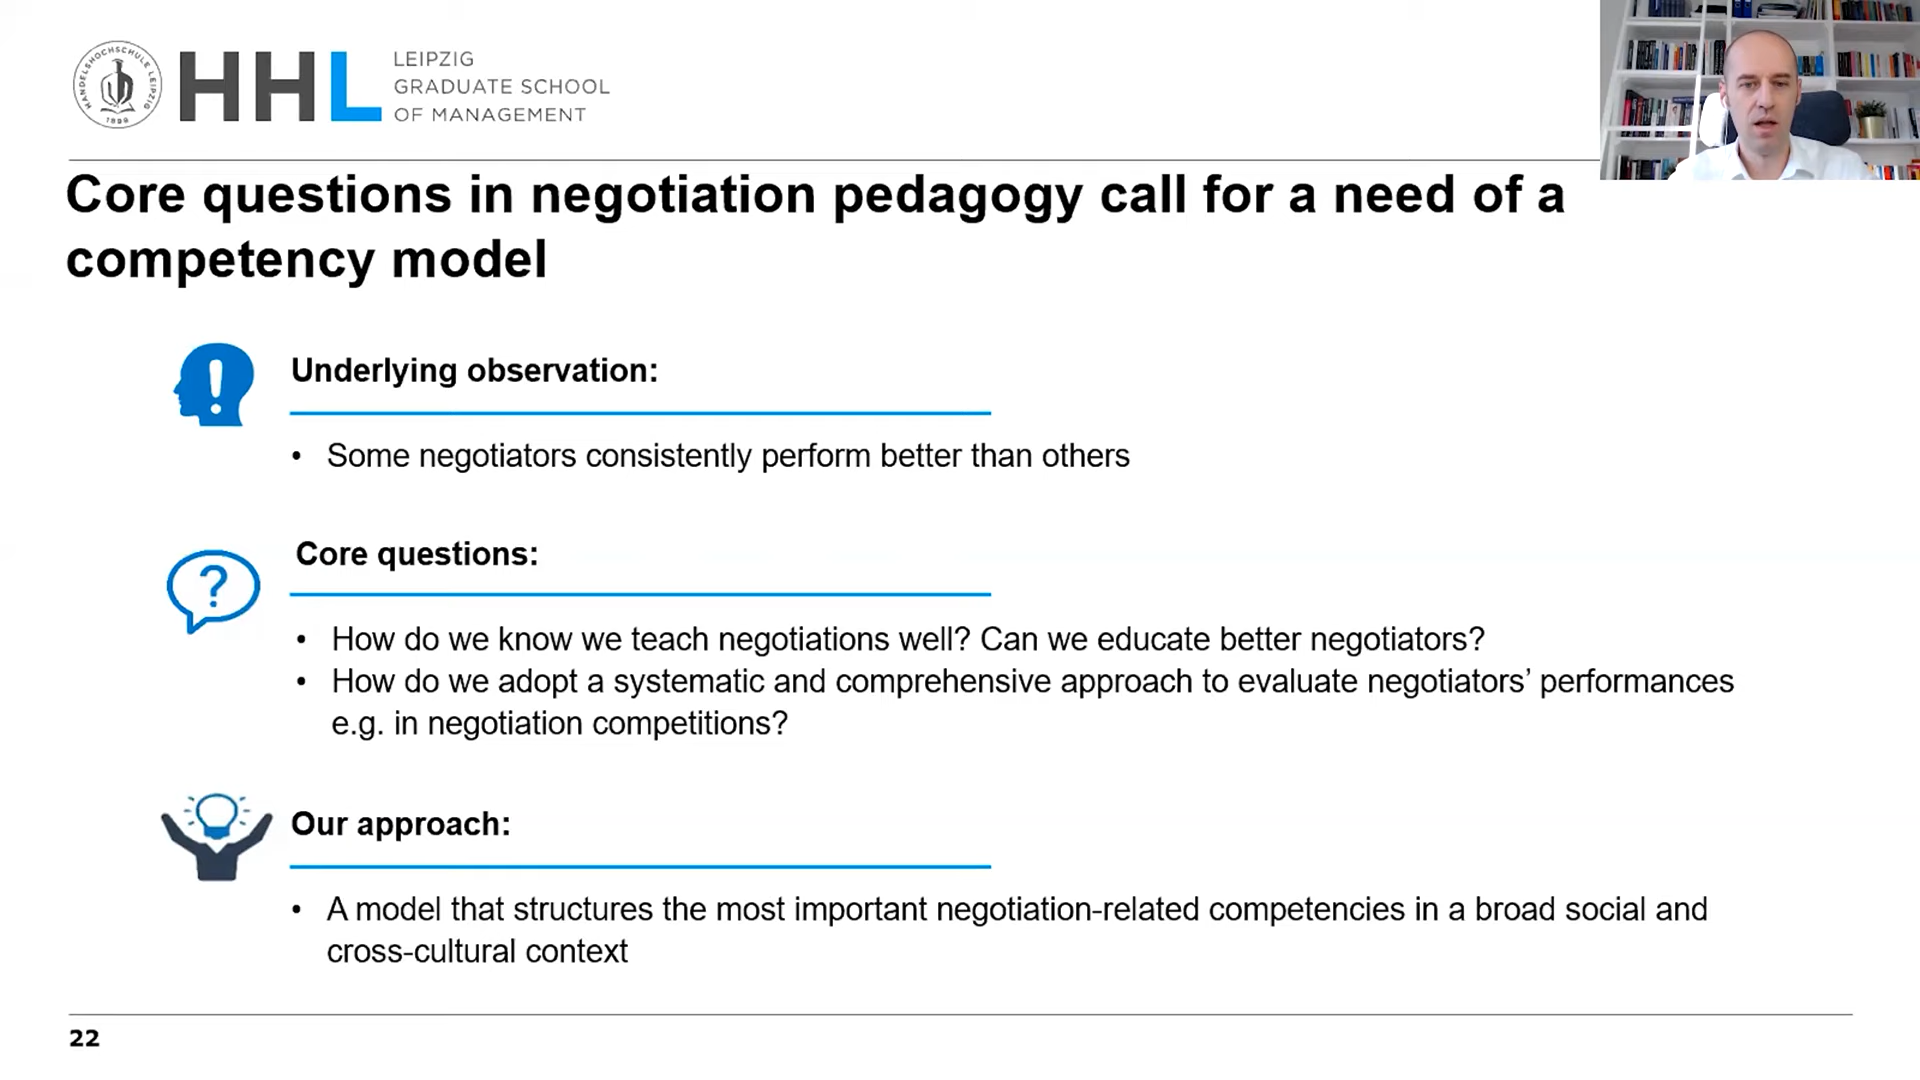 HANDELSHOCHSCHULE LEIPZIG
1898
HHL
LEIPZIG
GRADUATE SCHOOL
OF MANAGEMENT
Core questions in negotiation pedagogy call for a need of a
competency model
Underlying observation:
• Some negotiators consistently perform better than others
Core questions:
• How do we know we teach negotiations well? Can we educate better negotiators?
• How do we adopt a systematic and comprehensive approach to evaluate negotiators’ performances
e.g. in negotiation competitions?
Our approach:
• A model that structures the most important negotiation-related competencies in a broad social and
cross-cultural context
22